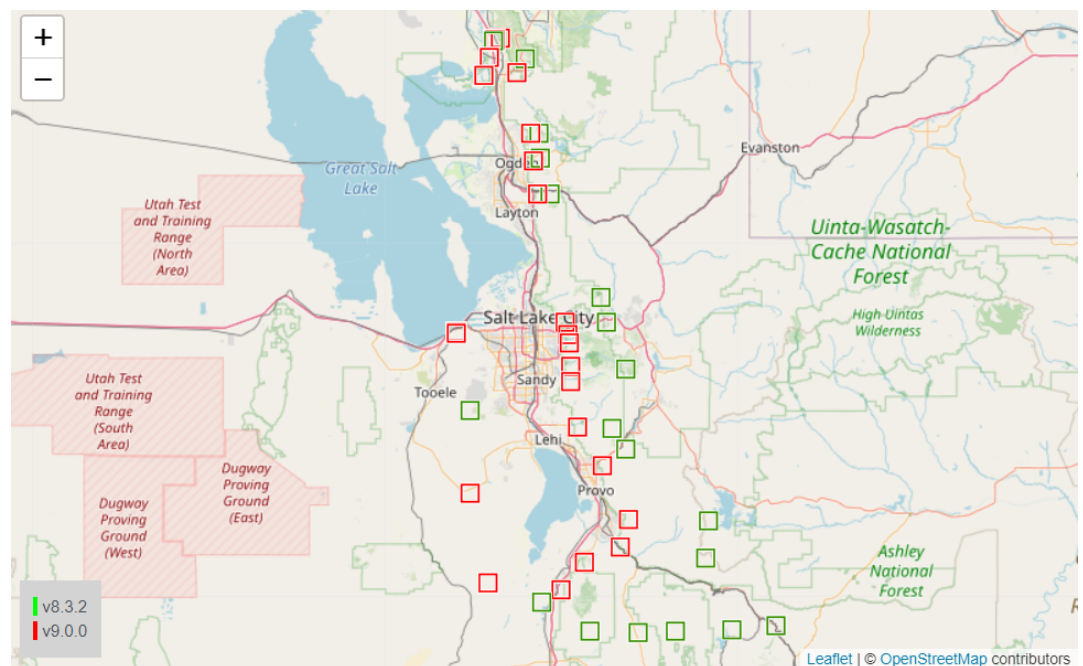 +
−
Evanston
Great Salt
Lake
Ogden
Utah Test
and Training
Range
(North
Area)
Layton
Uinta-Wasatch-
Cache National
Forest
High Uintas
Wilderness
Salt Lake City
Utah Test
and Training
Range
(South
Area)
Sandy
Tooele
Lehi
Dugway
Proving
Ground
(East)
Dugway
Proving
Ground
(West)
Provo
Ashley
National
Forest
v8.3.2
v9.0.0
Leaflet | © OpenStreetMap contributors